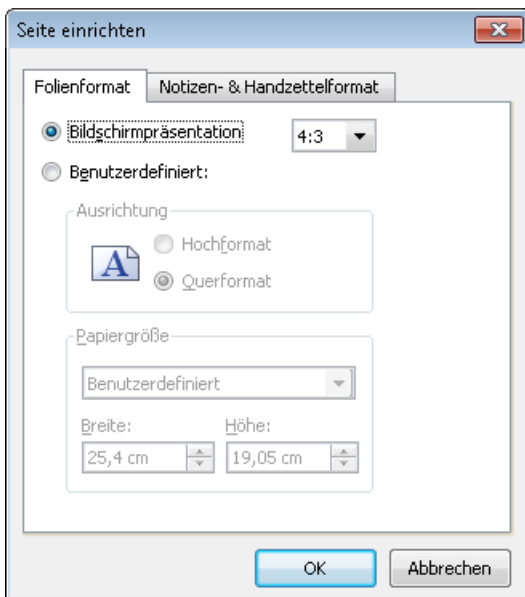 Seite einrichten
Folienformat
Notizen- & Handzettelformat
Bildschirmpräsentation
4:3
Benutzerdefiniert:
Ausrichtung
A
Hochformat
Querformat
Papiergröße
Benutzerdefiniert
Breite: Höhe:
25,4 cm 19,05 cm
OK Abbrechen